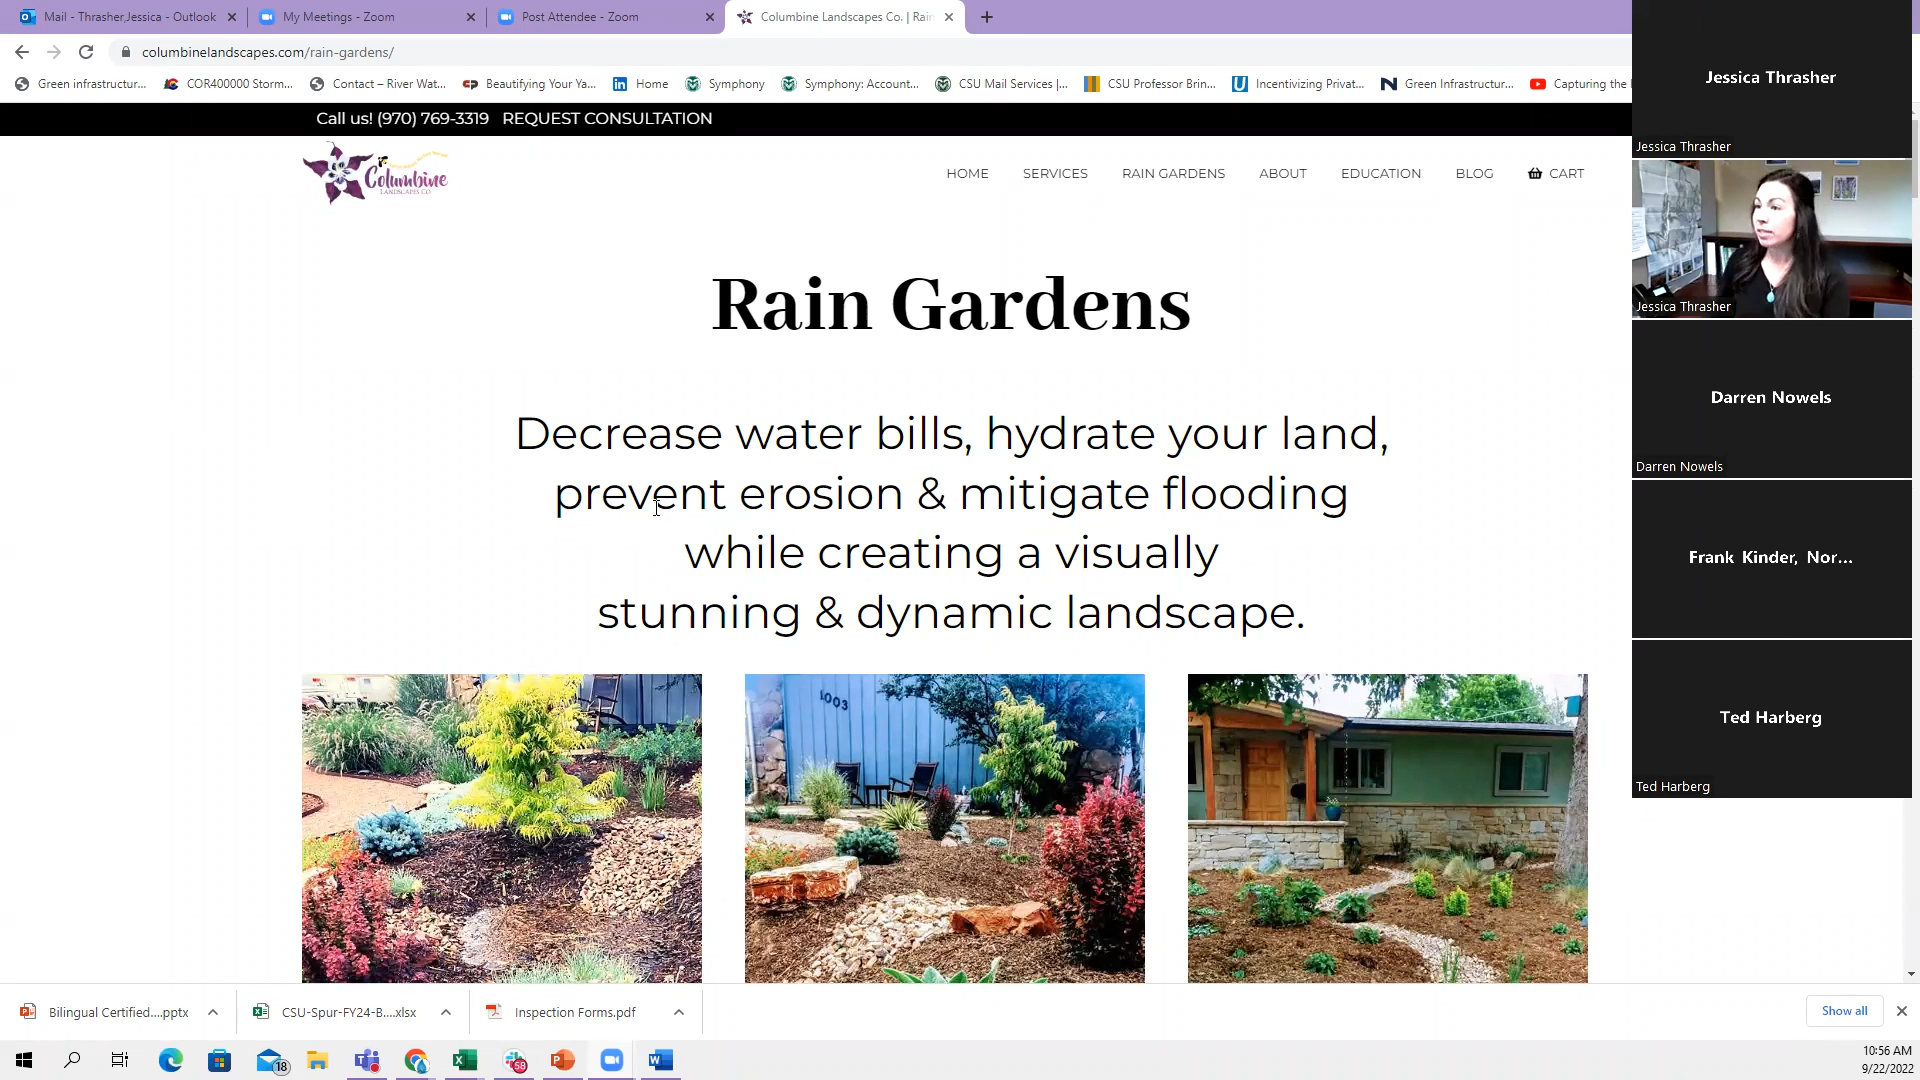 Mail - Thrasher,Jessica - Outlook
My Meetings - Zoom
Post Attendee - Zoom
Columbine Landscapes Co. | Rain
columbinelandscapes.com/rain-gardens/
Green infrastructur...
COR400000 Storm...
Contact – River Wat...
Beautifying Your Ya...
Home
Symphony
Symphony: Account...
CSU Mail Services |...
CSU Professor Brin...
Incentivizing Privat...
Green Infrastructur...
Capturing the
Call us! (970) 769-3319 REQUEST CONSULTATION
Columbine
LANDSCAPES CO
HOME
SERVICES
RAIN GARDENS
ABOUT
EDUCATION
BLOG
CART
Rain Gardens
Decrease water bills, hydrate your land,
prevent erosion & mitigate flooding
while creating a visually
stunning & dynamic landscape.
1003
Jessica Thrasher
Jessica Thrasher
Jessica Thrasher
Darren Nowels
Darren Nowels
Frank Kinder, Nor...
Ted Harberg
Ted Harberg
Bilingual Certified....pptx
CSU-Spur-FY24-B....xlsx
Inspection Forms.pdf
Show all
18
58
10:56 AM
9/22/2022